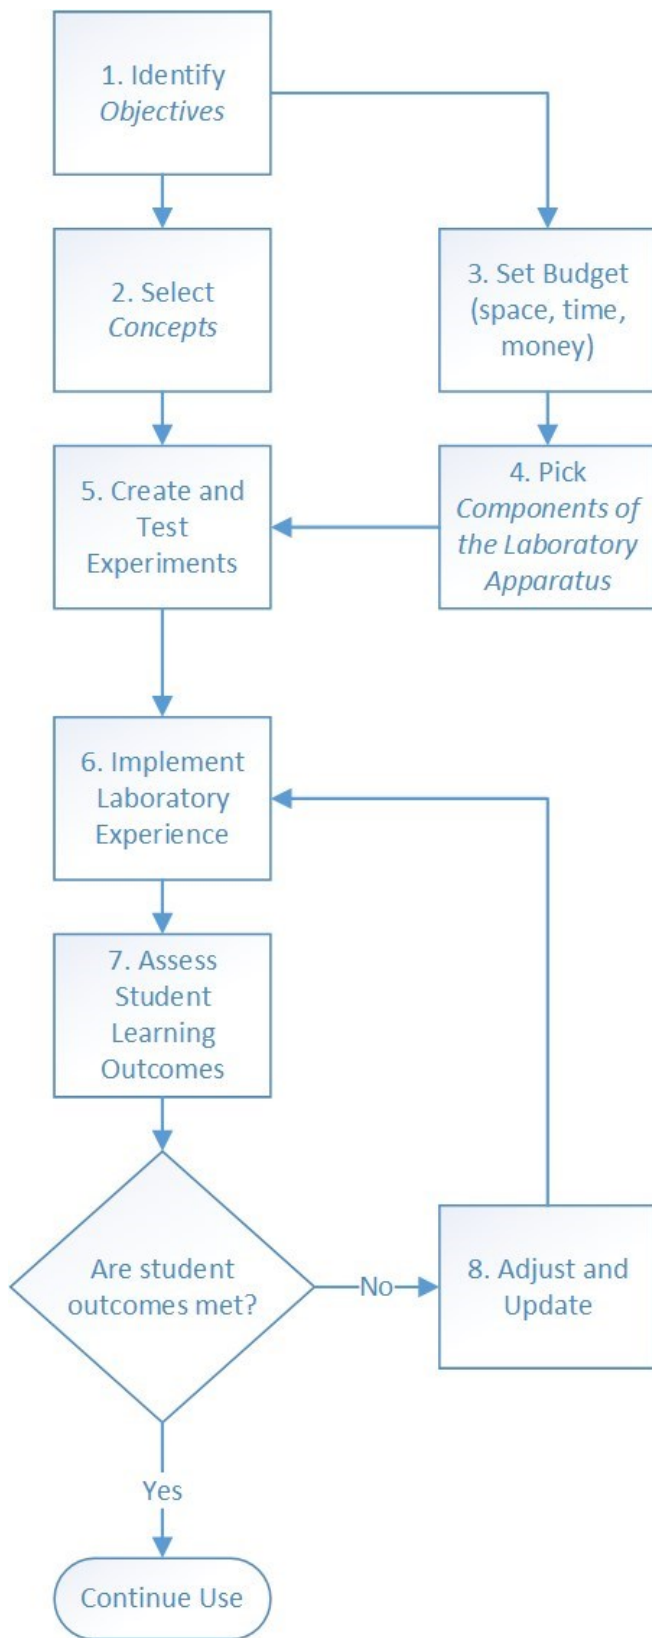 1. Identify
Objectives
2. Select
Concepts
3. Set Budget
(space, time,
money)
4. Pick
Components of
the Laboratory
Apparatus
5. Create and
Test
Experiments
6. Implement
Laboratory
Experience
7. Assess
Student
Learning
Outcomes
Are student
outcomes met?
No
8. Adjust and
Update
Yes
Continue Use